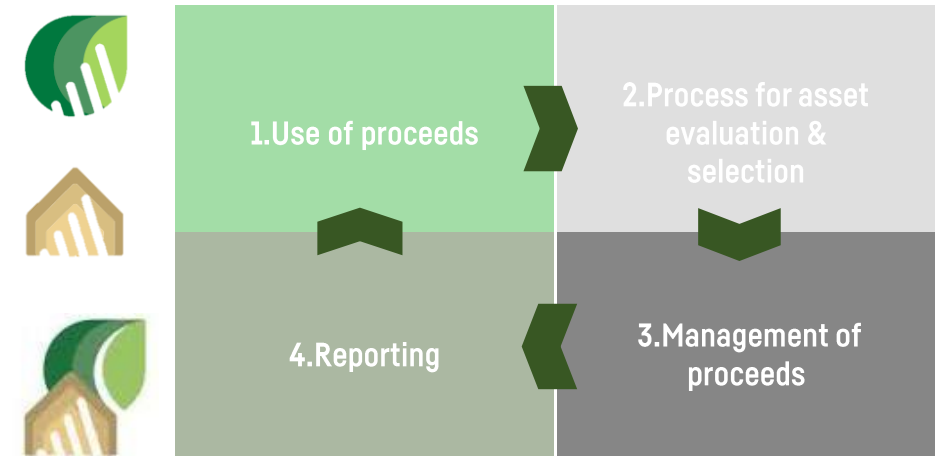 1.Use of proceeds
2.Process for asset
evaluation &
selection
3.Management of
proceeds
4.Reporting